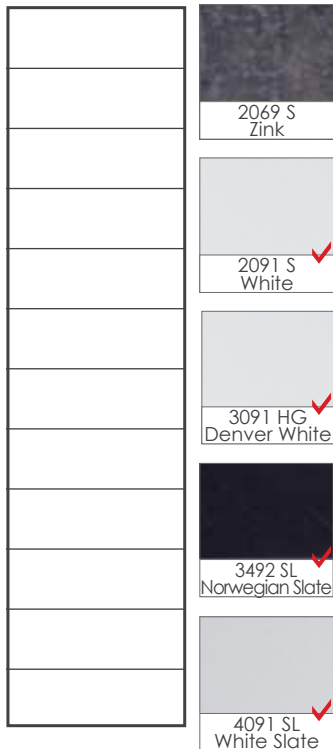 2069 S
Zink
2091 S
White
3091 HG
Denver White
3492 SL
Norwegian Slate
4091 SL
White Slate